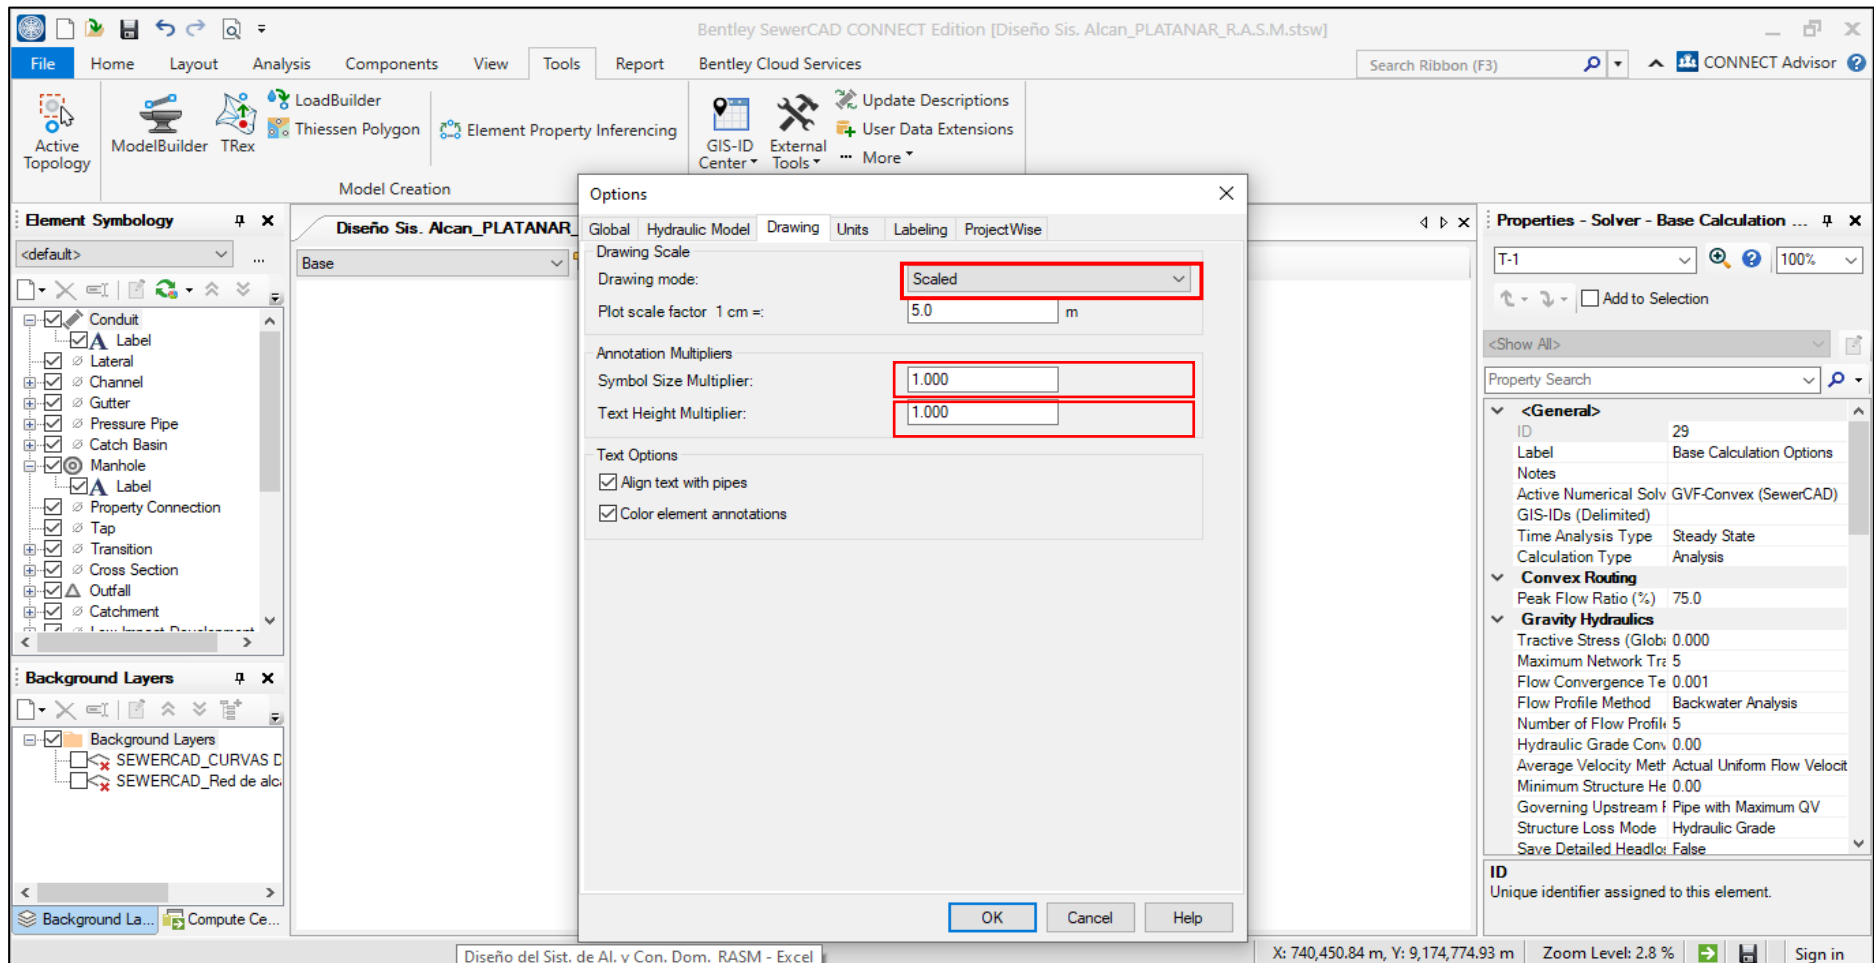 Bentley SewerCAD CONNECT Edition [Diseño Sis. Alcan_PLATANAR_R.A.S.M.stsw]
File Home Layout Analysis Components View Tools Report Bentley Cloud Services
Search Ribbon (F3)
CONNECT Advisor
Active Topology
ModelBuilder
TRex
LoadBuilder
Thiessen Polygon
Element Property Inferencing
Model Creation
GIS-ID Center
External Tools
Update Descriptions
User Data Extensions
More
Element Symbology
<default>
...
Conduit
Label
Lateral
Channel
Gutter
Pressure Pipe
Catch Basin
Manhole
Label
Property Connection
Tap
Transition
Cross Section
Outfall
Catchment
Background Layers
Background Layers
SEWERCAD_CURVAS D
SEWERCAD_Red de alc
Background La...
Compute Ce...
Diseño Sis. Alcan_PLATANAR_
Base
Options
Global Hydraulic Model Drawing Units Labeling ProjectWise
Drawing Scale
Drawing mode: Scaled
Plot scale factor 1 cm =: 5.0 m
Annotation Multipliers
Symbol Size Multiplier: 1.000
Text Height Multiplier: 1.000
Text Options
Align text with pipes
Color element annotations
OK Cancel Help
Properties - Solver - Base Calculation ...
T-1
100%
Add to Selection
<Show All>
Property Search
<General>
ID 29
Label Base Calculation Options
Notes
Active Numerical Solv GVF-Convex (SewerCAD)
GIS-IDs (Delimited)
Time Analysis Type Steady State
Calculation Type Analysis
Convex Routing
Peak Flow Ratio (%) 75.0
Gravity Hydraulics
Tractive Stress (Globa 0.000
Maximum Network Tra 5
Flow Convergence Te 0.001
Flow Profile Method Backwater Analysis
Number of Flow Profile 5
Hydraulic Grade Conv 0.00
Average Velocity Meth Actual Uniform Flow Velocit
Minimum Structure He 0.00
Governing Upstream F Pipe with Maximum QV
Structure Loss Mode Hydraulic Grade
Save Detailed Headlos False
ID
Unique identifier assigned to this element.
Diseño del Sist. de Al. y Con. Dom. RASM - Excel
X: 740,450.84 m, Y: 9,174,774.93 m
Zoom Level: 2.8 %
Sign in